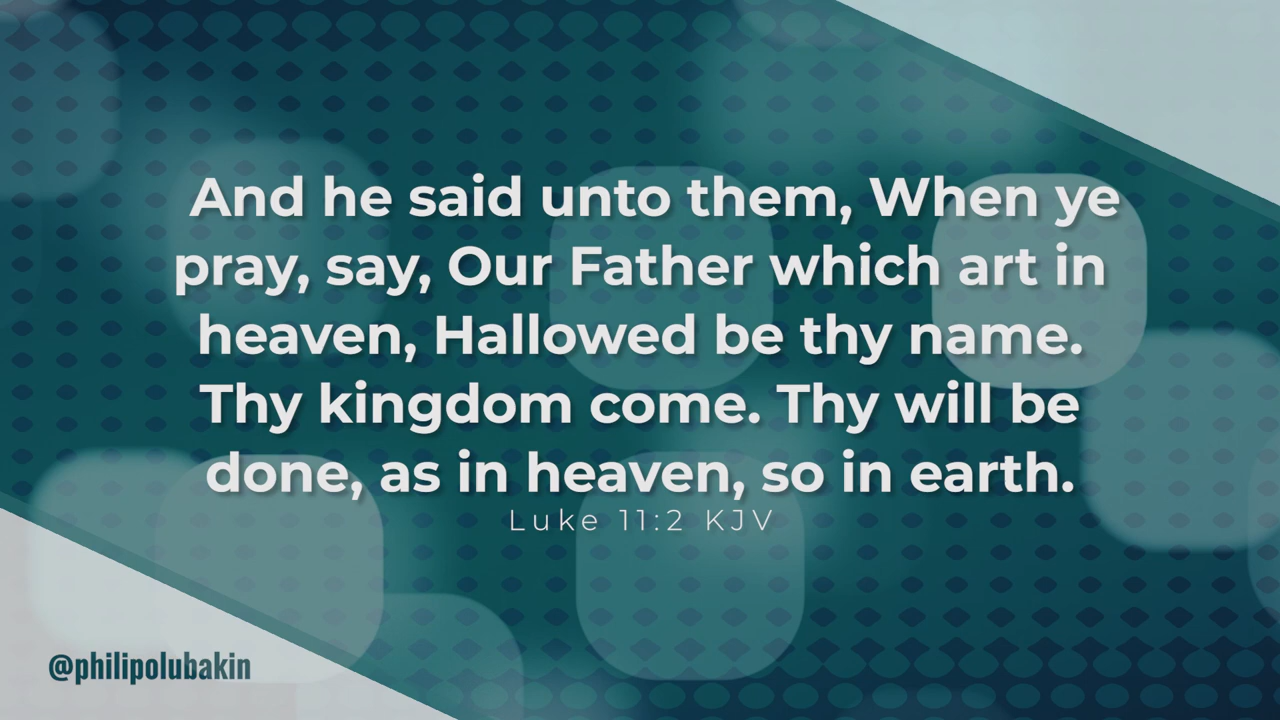 And he said unto them, When ye
pray, say, Our Father which art in
heaven, Hallowed be thy name.
Thy kingdom come. Thy will be
done, as in heaven, so in earth.
Luke 11:2 KJV
@philipolubakin